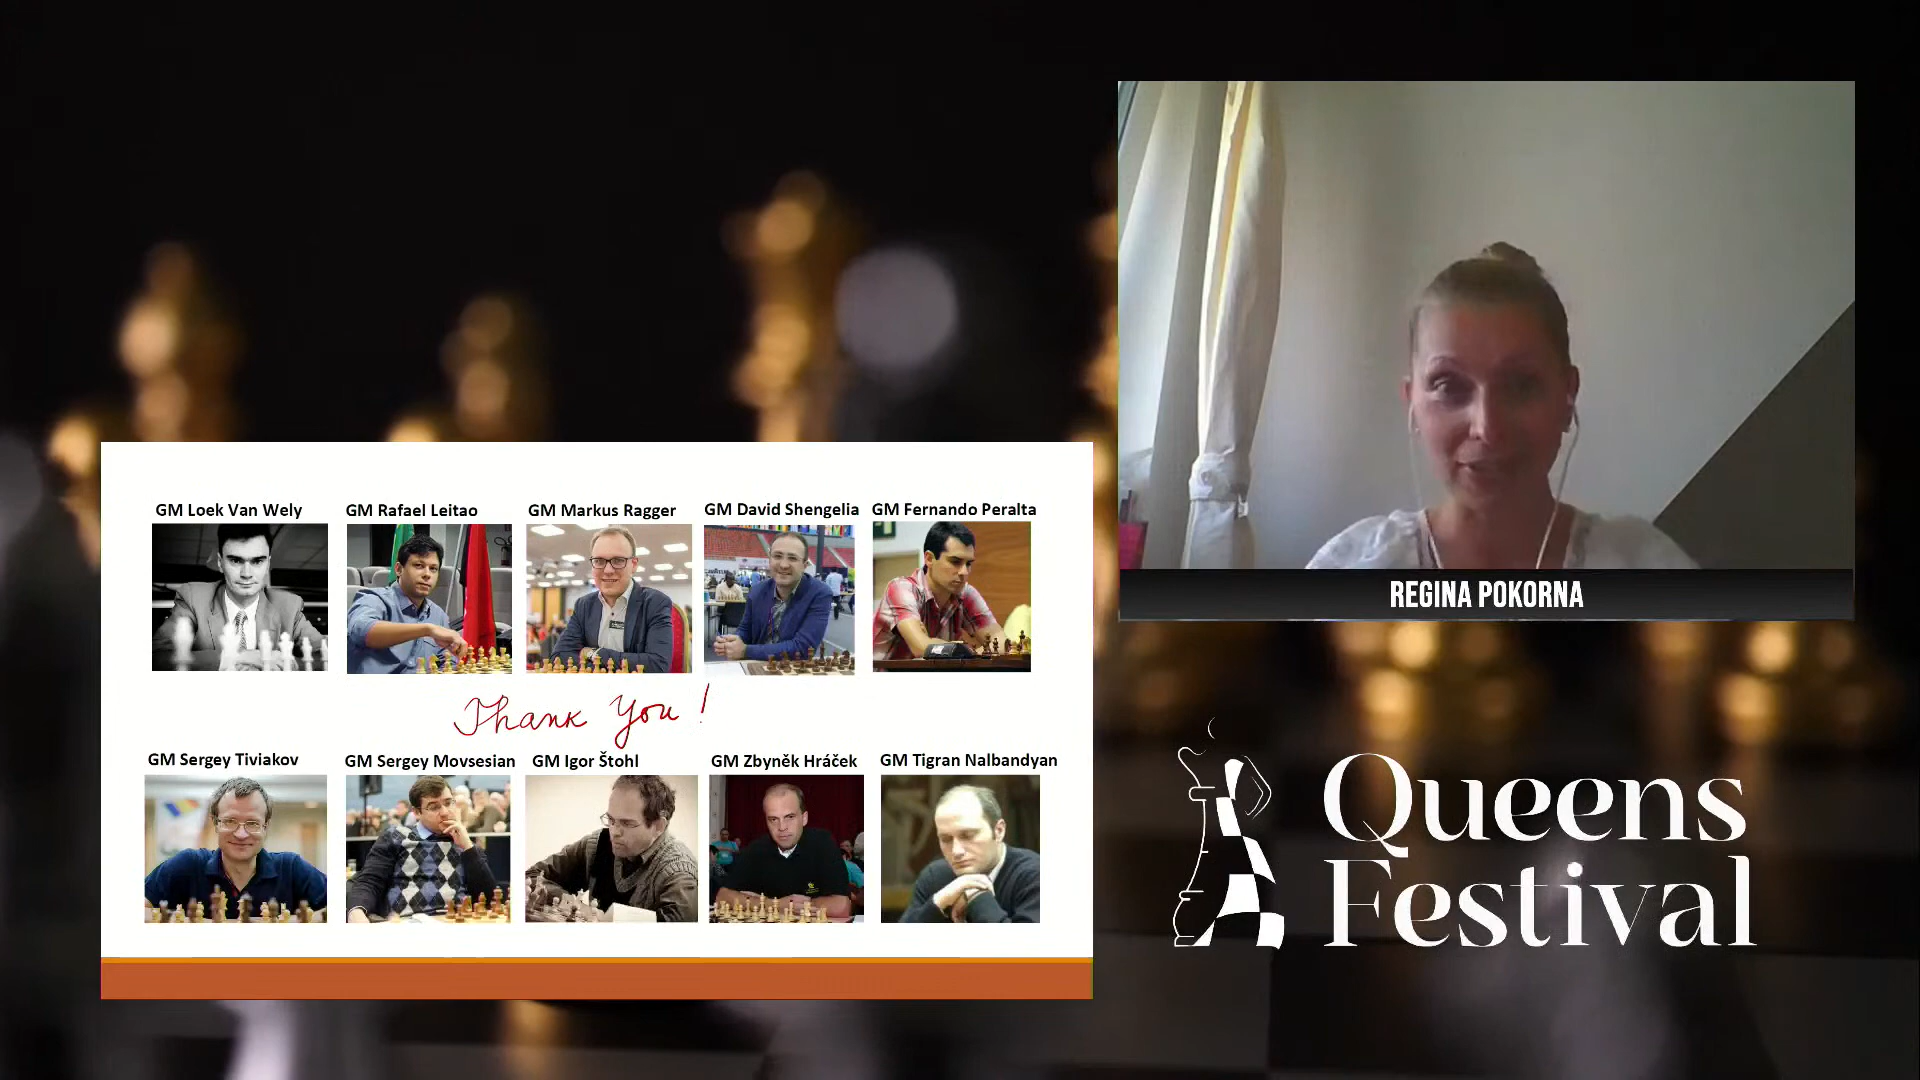 GM Loek Van Wely
GM Rafael Leitao
GM Markus Ragger
GM David Shengelia
GM Fernando Peralta
Thank You!
GM Sergey Tiviakov
GM Sergey Movsesian
GM Igor Štohl
GM Zbyněk Hráček
GM Tigran Nalbandyan
REGINA POKORNA
Queens
Festival